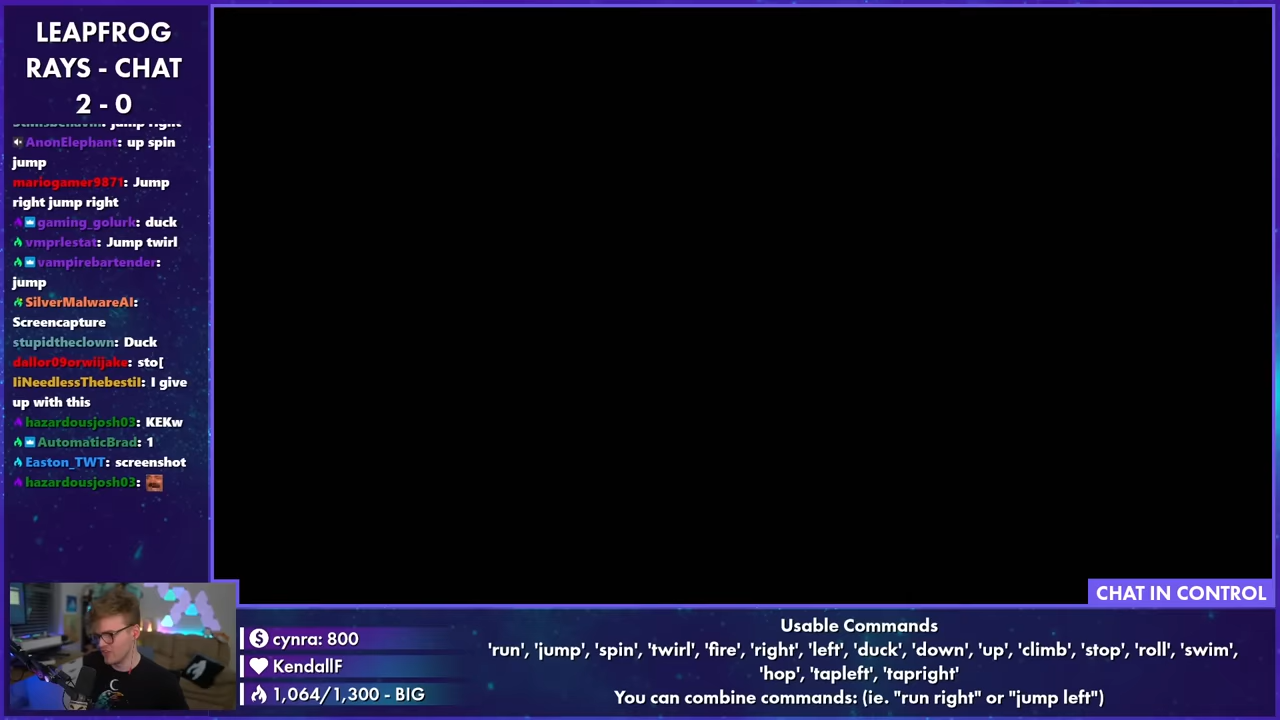 LEAPFROG
RAYS - CHAT
2 - 0
AnonElephant: up spin
jump
mariogamer9871: Jump
right jump right
gaming_golurk: duck
vmprlestat: Jump twirl
vampirebartender:
jump
SilverMalwareAI:
Screencapture
stupidtheclown: Duck
dallor09orwiijake: sto[
IiNeedlessThebestiI: I give
up with this
hazardousjosh03: KEKw
AutomaticBrad: 1
Easton_TWT: screenshot
hazardousjosh03:
CHAT IN CONTROL
cynra: 800
KendallF
1,064/1,300 - BIG
Usable Commands
'run', 'jump', 'spin', 'twirl', 'fire', 'right', 'left', 'duck', 'down', 'up', 'climb', 'stop', 'roll', 'swim',
'hop', 'tapleft', 'tapright'
You can combine commands: (ie. "run right" or "jump left")